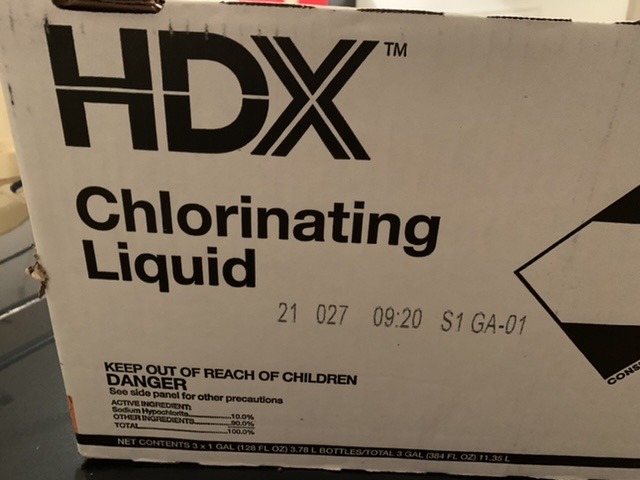 HDX™
Chlorinating
Liquid
21 027 09:20 S1 GA-01
KEEP OUT OF REACH OF CHILDREN
DANGER
See side panel for other precautions
ACTIVE INGREDIENT:
Sodium Hypochlorite....................10.0%
OTHER INGREDIENTS....................90.0%
TOTAL....................100.0%
NET CONTENTS 3 x 1 GAL (128 FL OZ) 3.78 L BOTTLES/TOTAL 3 GAL (384 FL OZ) 11.35 L